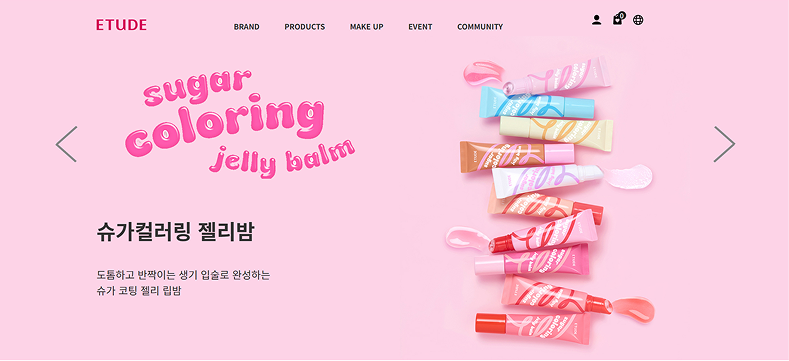 ETUDE
BRAND PRODUCTS MAKE UP EVENT COMMUNITY
0
sugar
coloring
jelly balm
슈가컬러링 젤리밤
도톰하고 반짝이는 생기 입술로 완성하는
슈가 코팅 젤리 립밤